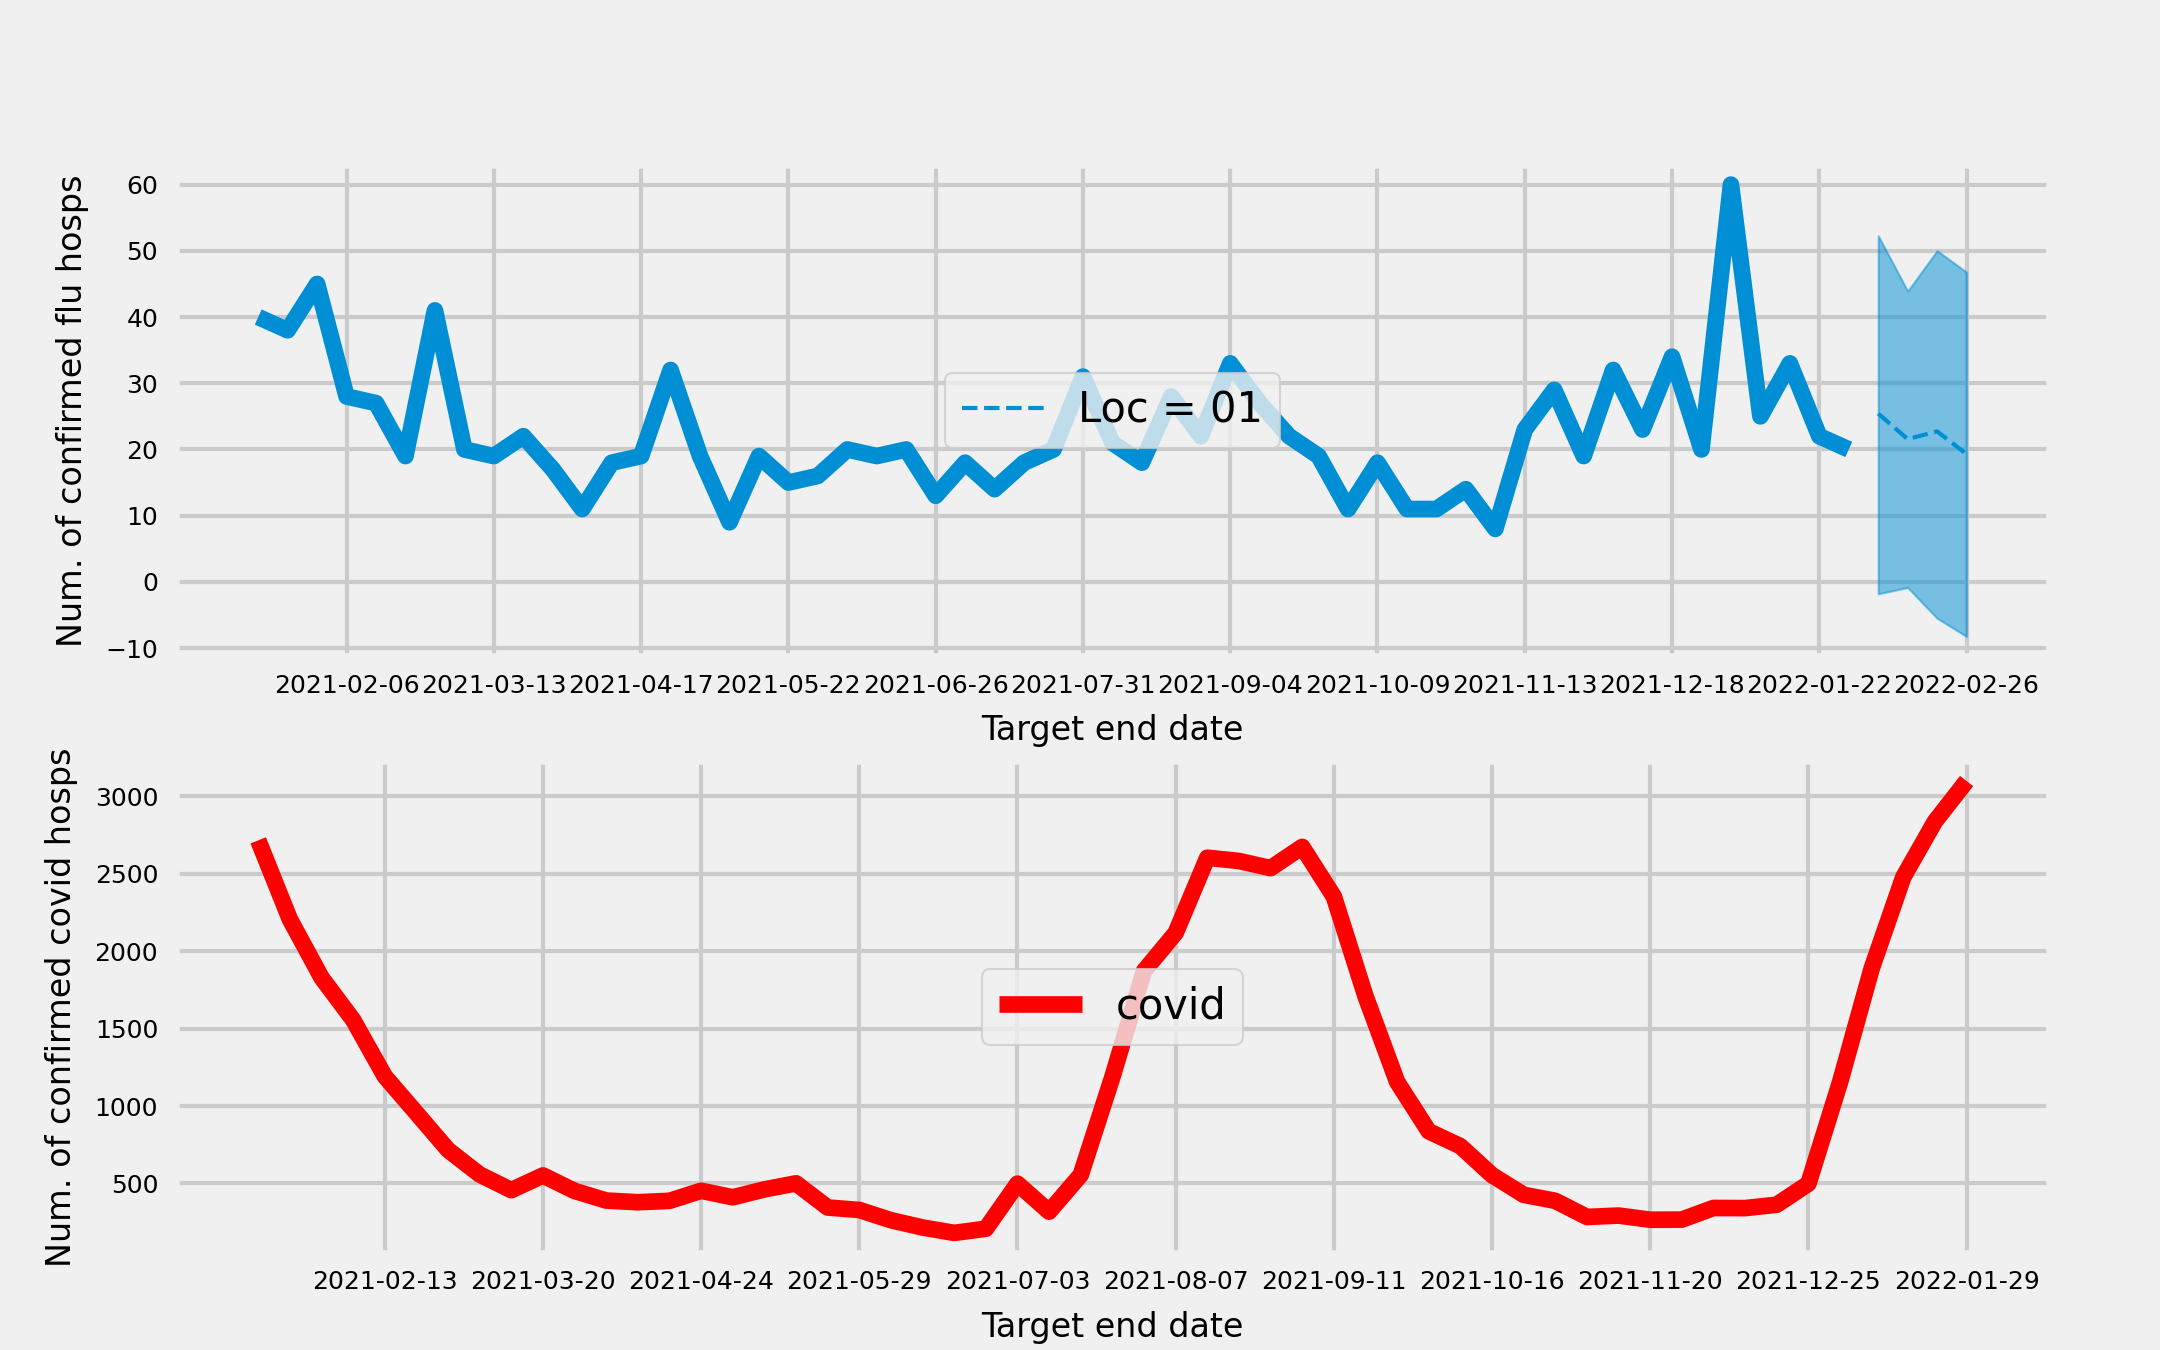 Num. of confirmed flu hosps
60
50
40
30
20
10
0
−10
Loc = 01
2021-02-06 2021-03-13 2021-04-17 2021-05-22 2021-06-26 2021-07-31 2021-09-04 2021-10-09 2021-11-13 2021-12-18 2022-01-22 2022-02-26
Target end date
Num. of confirmed covid hosps
3000
2500
2000
1500
1000
500
covid
2021-02-13 2021-03-20 2021-04-24 2021-05-29 2021-07-03 2021-08-07 2021-09-11 2021-10-16 2021-11-20 2021-12-25 2022-01-29
Target end date